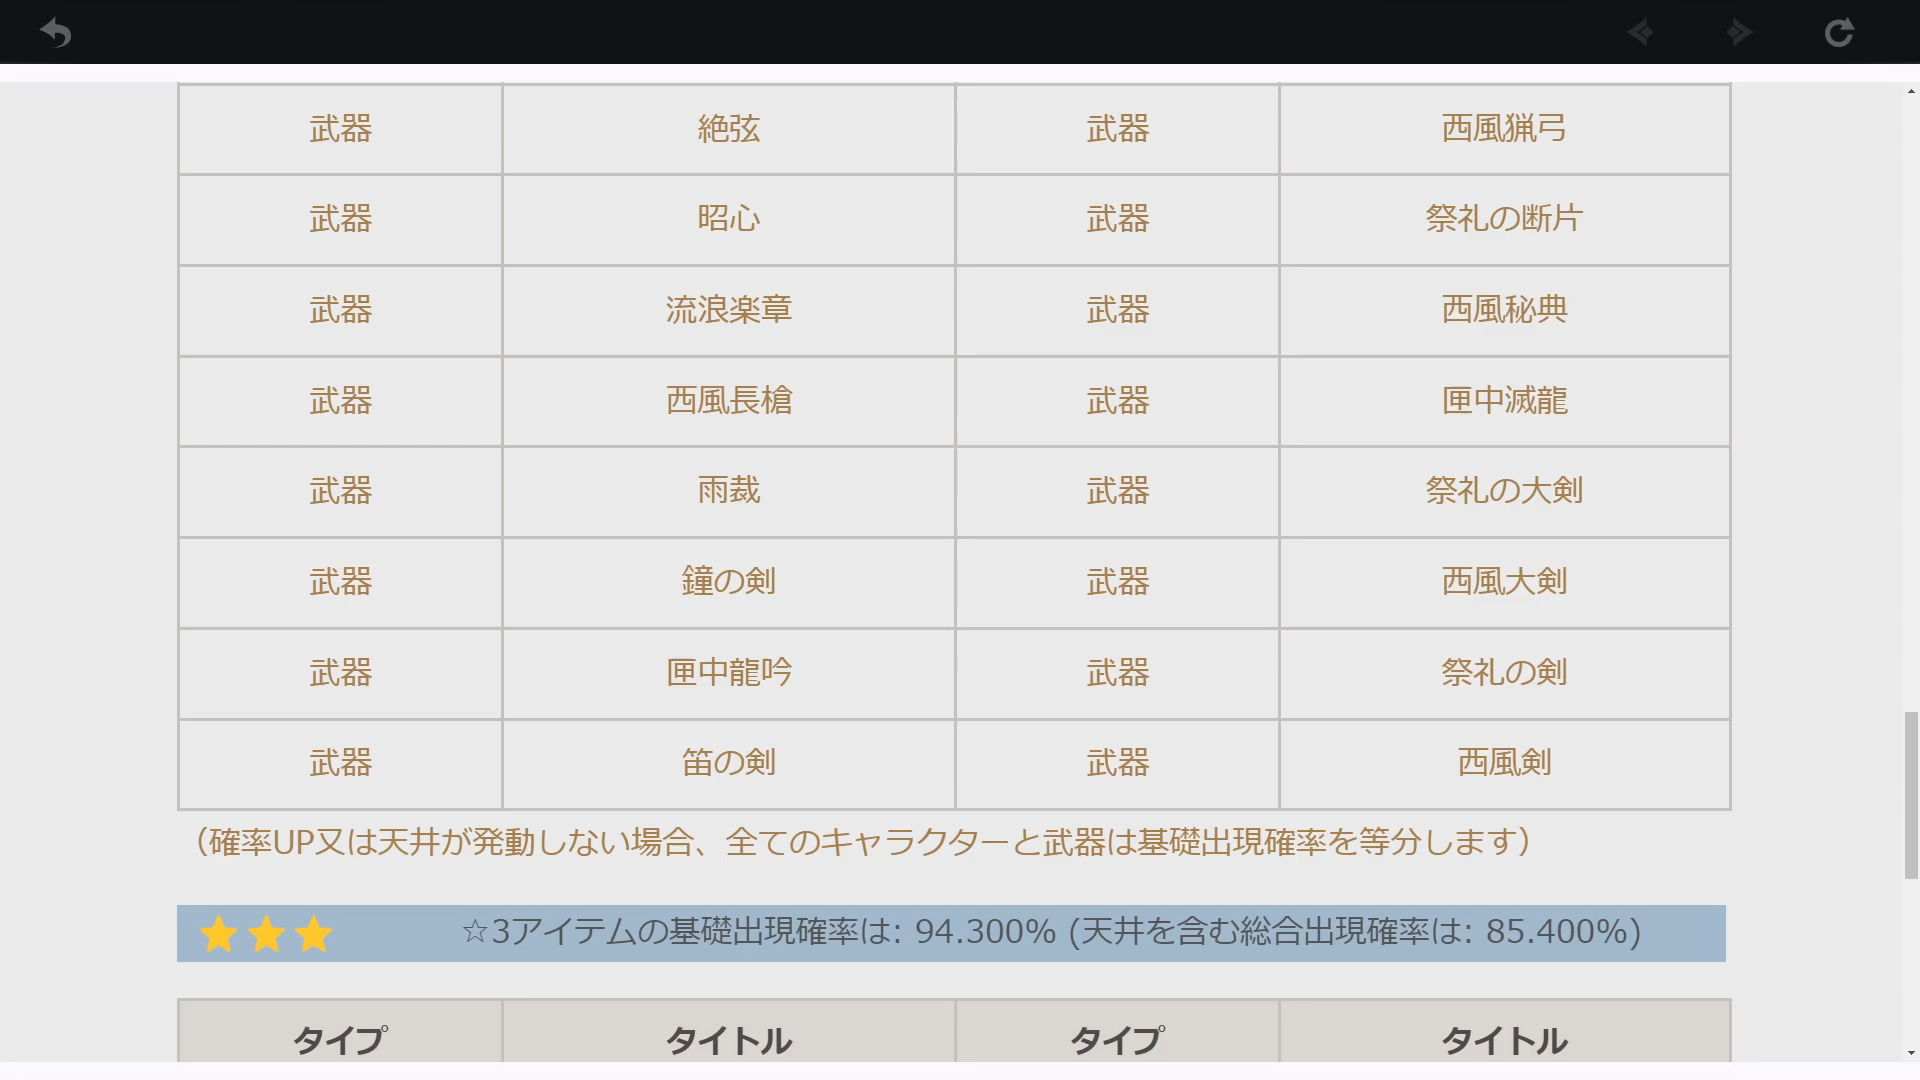 武器 絶弦 武器 西風猟弓
武器 昭心 武器 祭礼の断片
武器 流浪楽章 武器 西風秘典
武器 西風長槍 武器 匣中滅龍
武器 雨裁 武器 祭礼の大剣
武器 鐘の剣 武器 西風大剣
武器 匣中龍吟 武器 祭礼の剣
武器 笛の剣 武器 西風剣
（確率UP又は天井が発動しない場合、全てのキャラクターと武器は基礎出現確率を等分します）
☆3アイテムの基礎出現確率は: 94.300% (天井を含む総合出現確率は: 85.400%)
タイプ タイトル タイプ タイトル